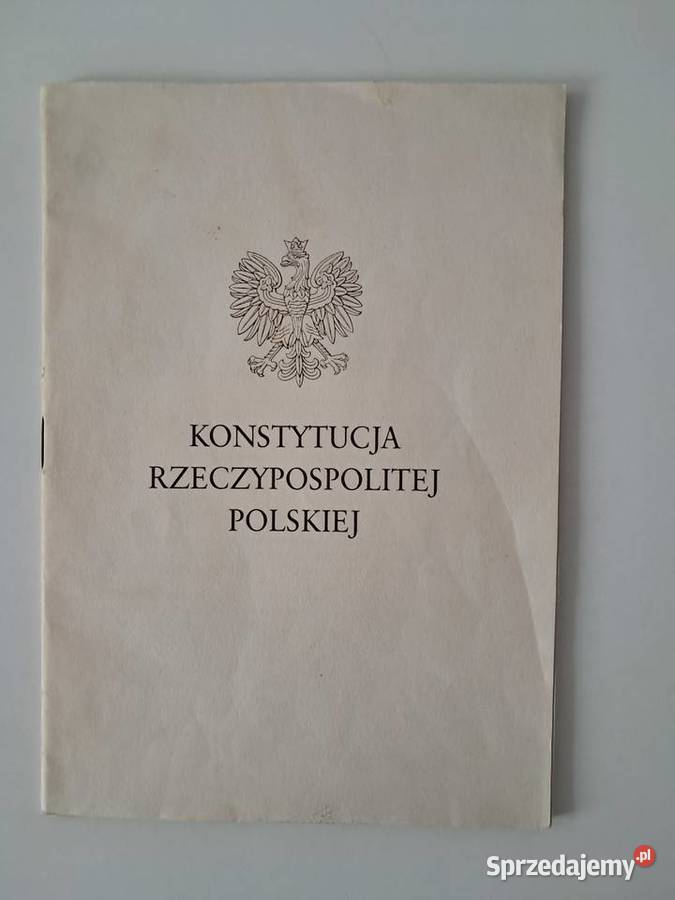 KONSTYTUCJA
RZECZYPOSPOLITEJ
POLSKIEJ
Sprzedajemy.pl